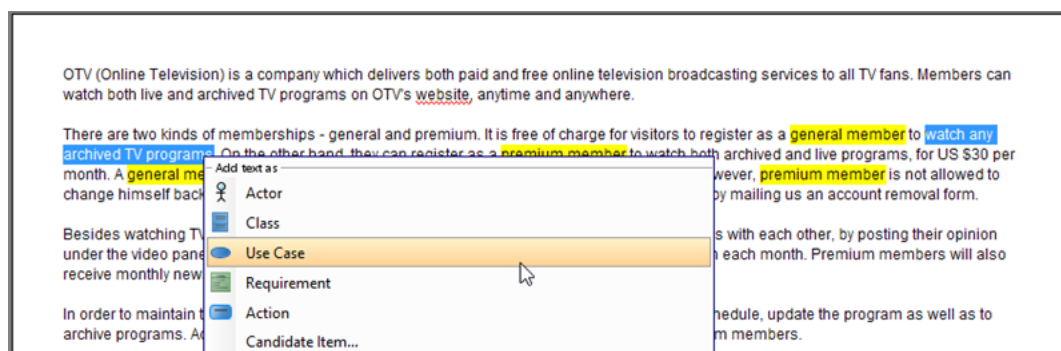 OTV (Online Television) is a company which delivers both paid and free online television broadcasting services to all TV fans. Members can
watch both live and archived TV programs on OTV's website, anytime and anywhere.
There are two kinds of memberships - general and premium. It is free of charge for visitors to register as a general member to watch any
archived TV programs. On the other hand, they can register as a premium member to watch both archived and live programs, for US $30 per
month. A general me wever, premium member is not allowed to
change himself back by mailing us an account removal form.
Besides watching TV s with each other, by posting their opinion
under the video pane each month. Premium members will also
receive monthly new
In order to maintain t hedule, update the program as well as to
archive programs. Ad m members.
Add text as
Actor
Class
Use Case
Requirement
Action
Candidate Item...